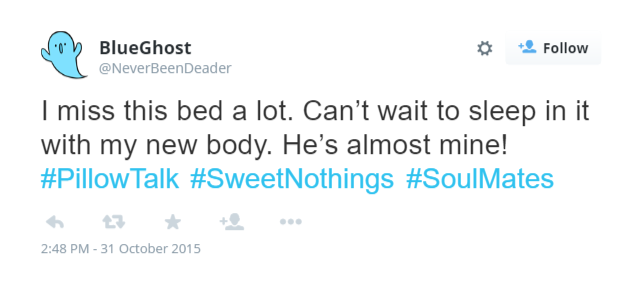 BlueGhost
@NeverBeenDeader
Follow
I miss this bed a lot. Can’t wait to sleep in it
with my new body. He’s almost mine!
#PillowTalk #SweetNothings #SoulMates
2:48 PM - 31 October 2015